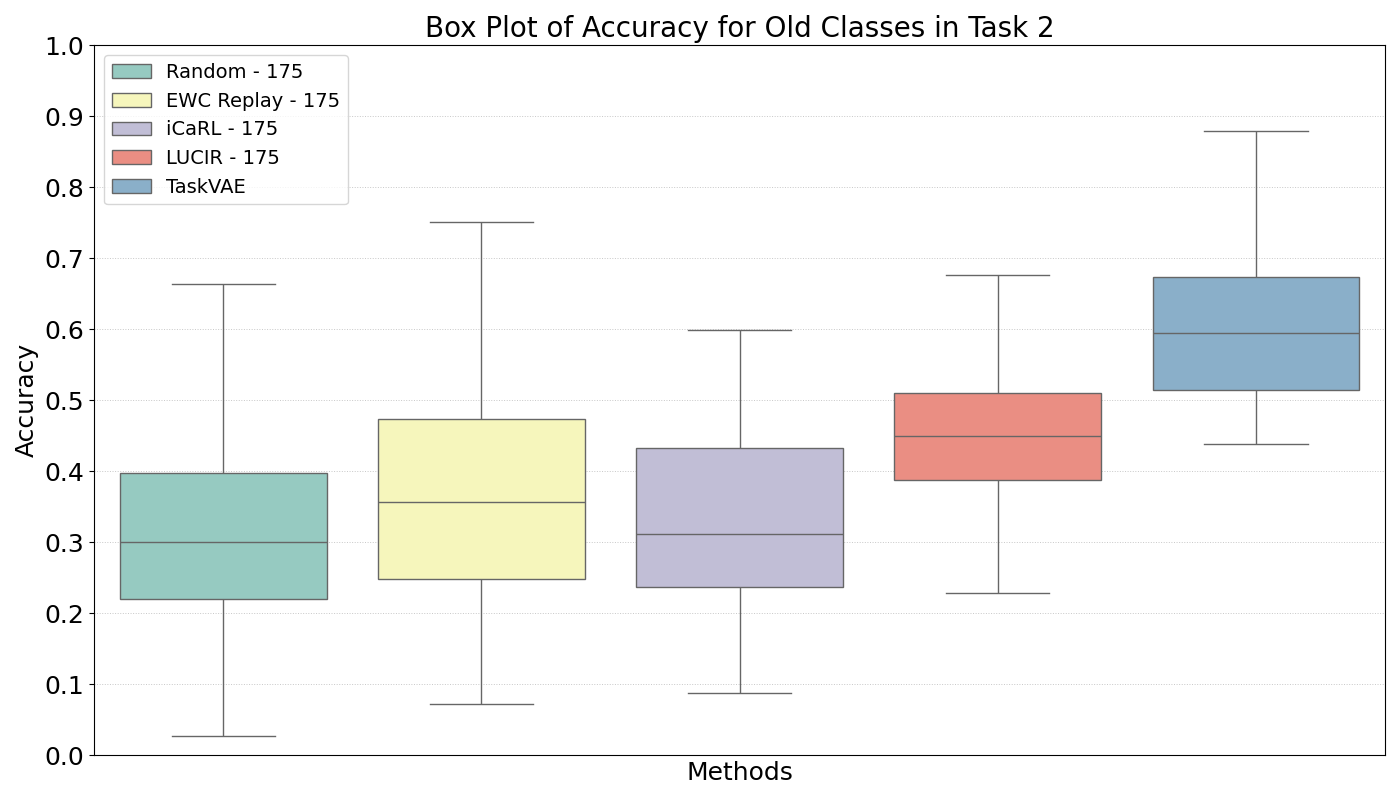 Box Plot of Accuracy for Old Classes in Task 2
1.0
0.9
0.8
0.7
0.6
0.5
0.4
0.3
0.2
0.1
0.0
Accuracy
Random - 175
EWC Replay - 175
iCaRL - 175
LUCIR - 175
TaskVAE
Methods